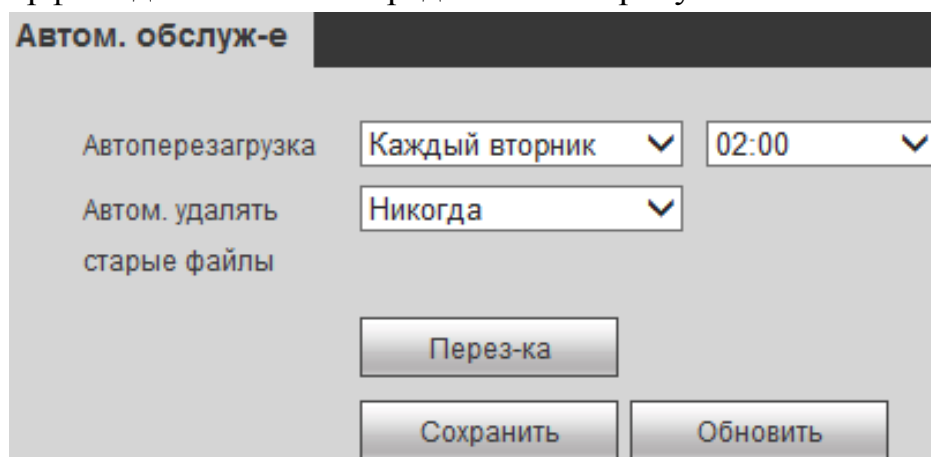 Автом. обслуж-е
Автоперезагрузка Каждый вторник 02:00
Автом. удалять Никогда
старые файлы
Перез-ка
Сохранить Обновить